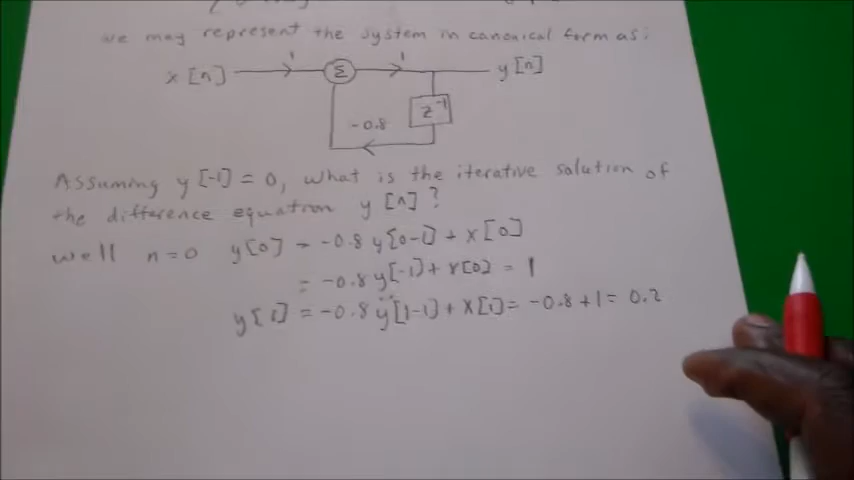 we may represent the system in canonical form as:
1 1
x[n] Σ y[n]
z⁻¹
-0.8
Assuming y[-1] = 0, what is the iterative solution of
the difference equation y[n]?
well n=0 y[0] = -0.8 y[0-1] + x[0]
= -0.8 y[-1] + x[0] = 1
y[1] = -0.8 y[1-1] + x[1] = -0.8 + 1 = 0.2